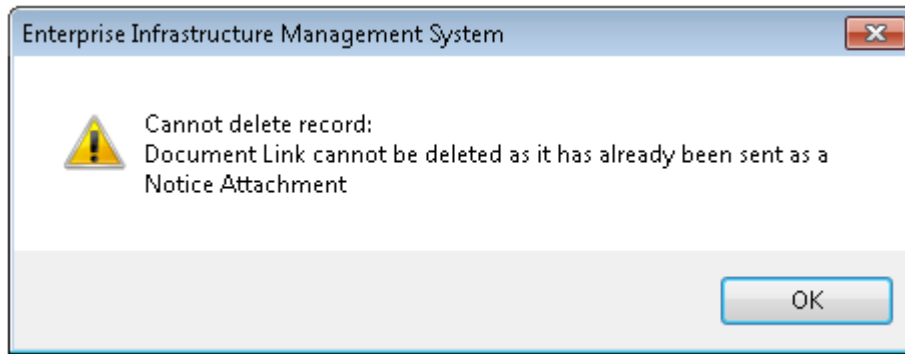 Enterprise Infrastructure Management System
Cannot delete record:
Document Link cannot be deleted as it has already been sent as a
Notice Attachment
OK